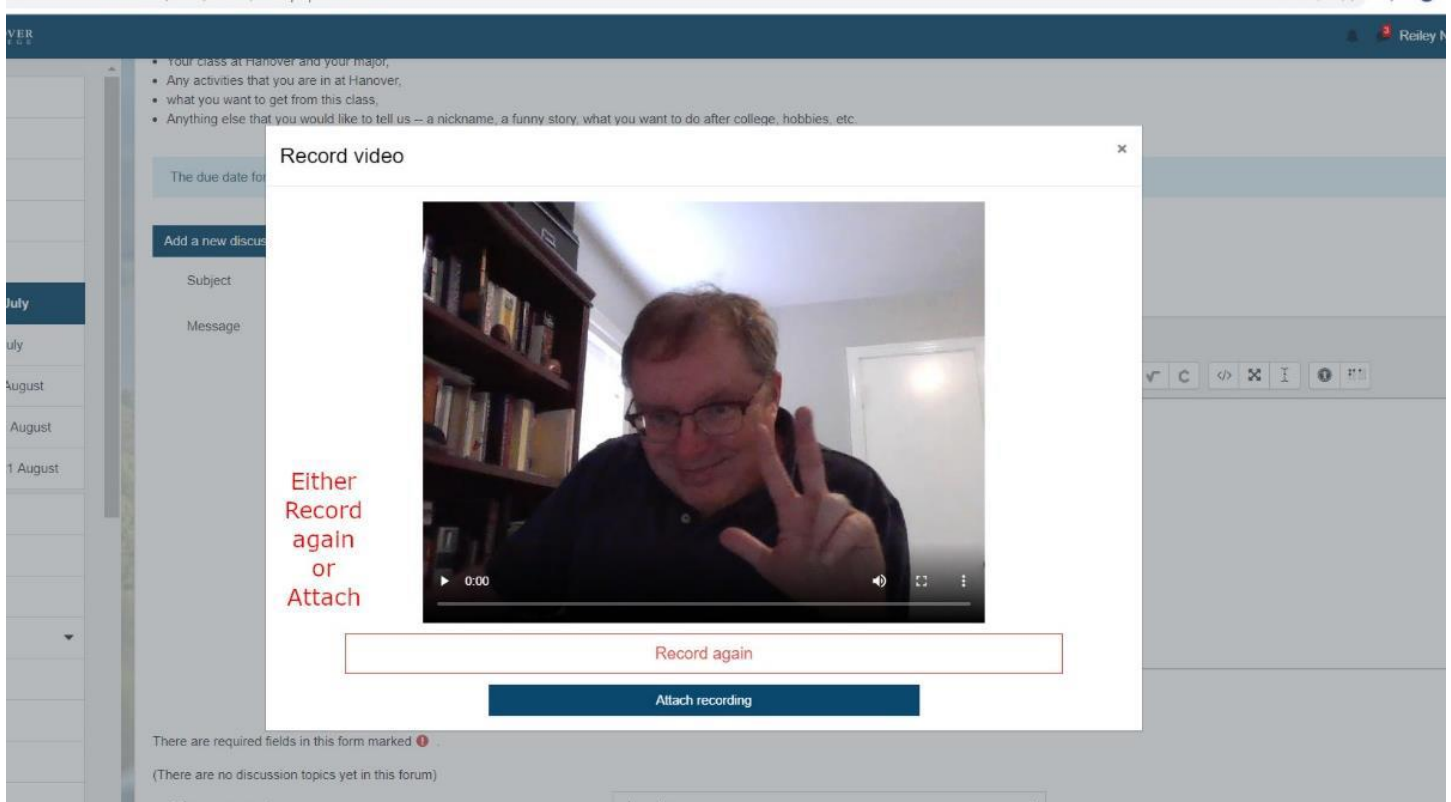 Reiley N
• Your class at Hanover and your major,
• Any activities that you are in at Hanover,
• what you want to get from this class,
• Anything else that you would like to tell us -- a nickname, a funny story, what you want to do after college, hobbies, etc.
Record video
×
The due date for
Add a new discus
Subject
Message
July
uly
August
August
1 August
Either
Record
again
or
Attach
0:00
Record again
Attach recording
There are required fields in this form marked
(There are no discussion topics yet in this forum)